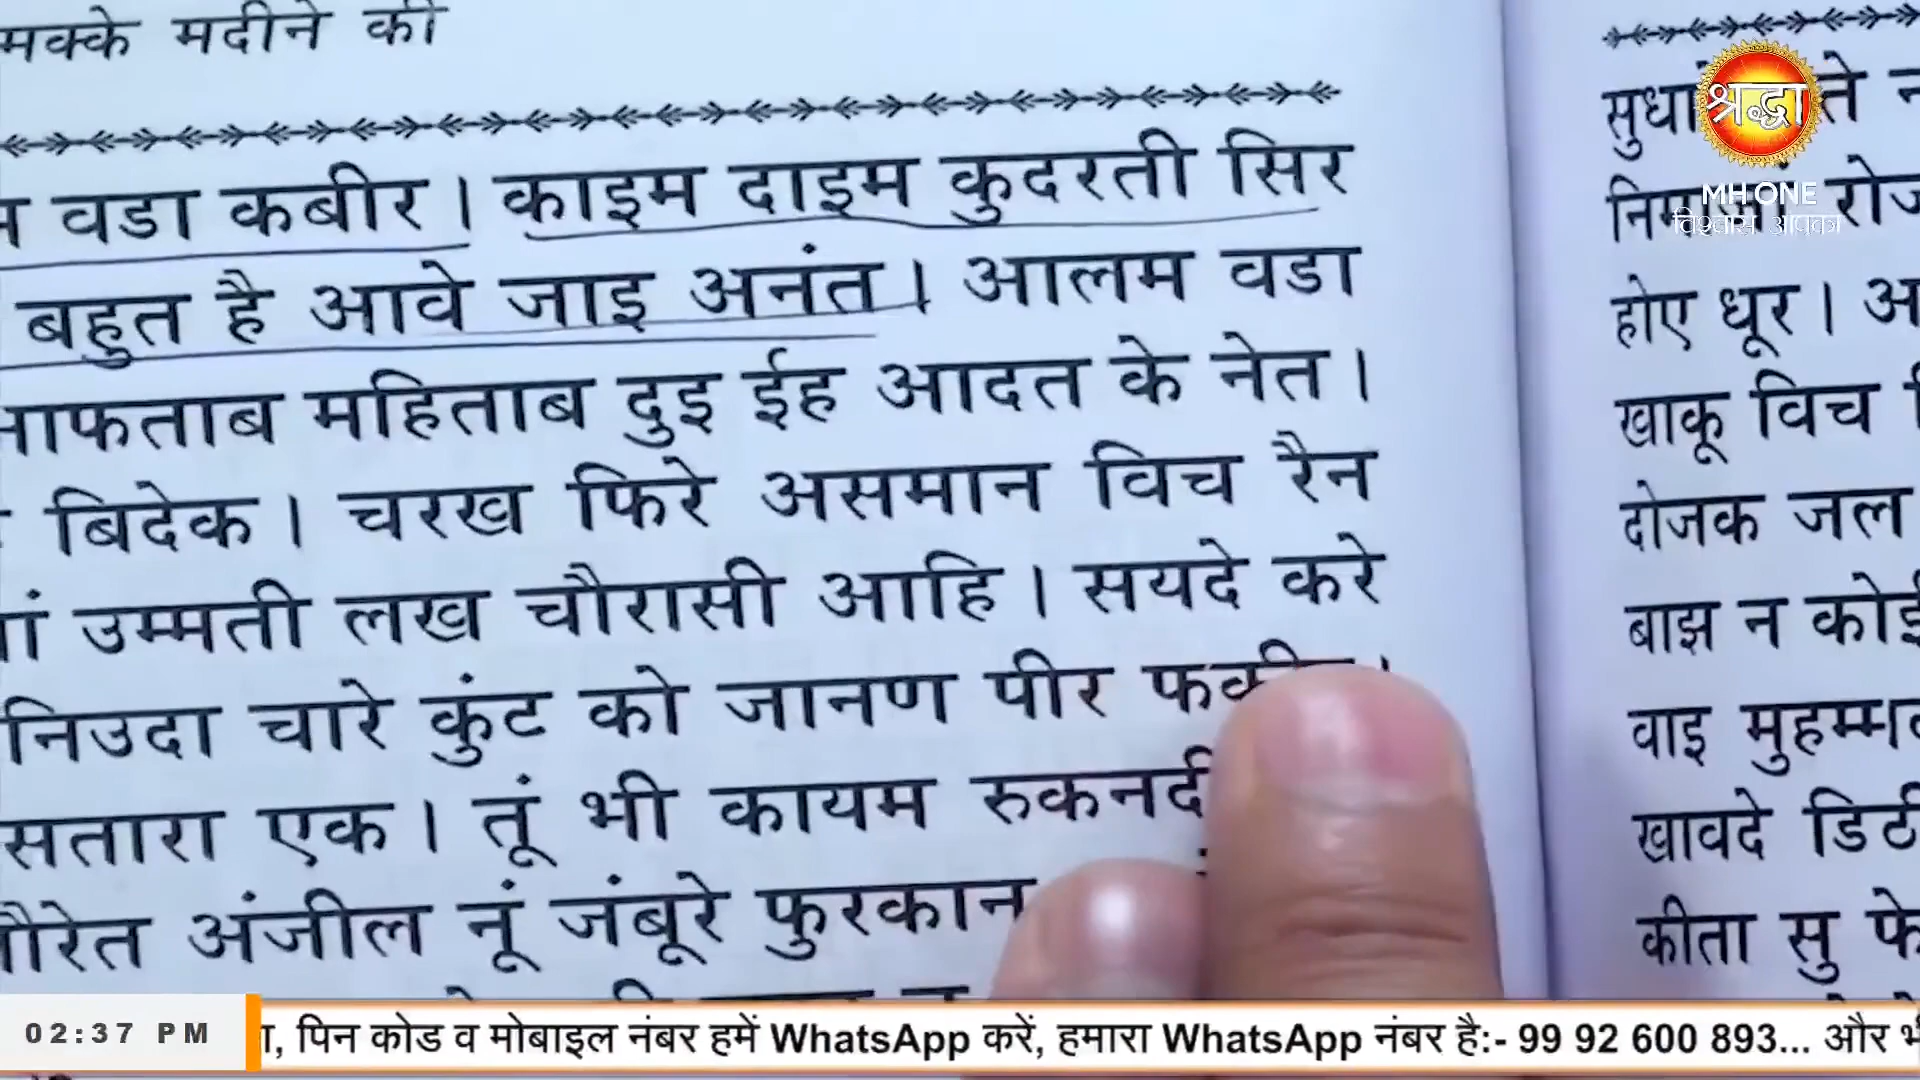 मक्के मदीने की
वडा कबीर। काइम दाइम कुदरती सिर
बहुत है आवे जाइ अनंत। आलम वडा
आफताब महिताब दुइ ईह आदत के नेत।
बिदेक। चरख फिरे असमान विच रैन
उम्मती लख चौरासी आहि। सयदे करे
निउदा चारे कुंट को जानण पीर
सतारा एक। तूं भी कायम
अंजील नूं जंबूरे फुरकान
निमाजां
होए धूर।
खाकू विच
दोजक जल
बाझ न कोई
वाइ
खावदे
कीता सु
श्रद्धा
MH ONE
विश्वास आपका
02:37 PM
, पिन कोड व मोबाइल नंबर हमें WhatsApp करें, हमारा WhatsApp नंबर है:- 99 92 600 893... और